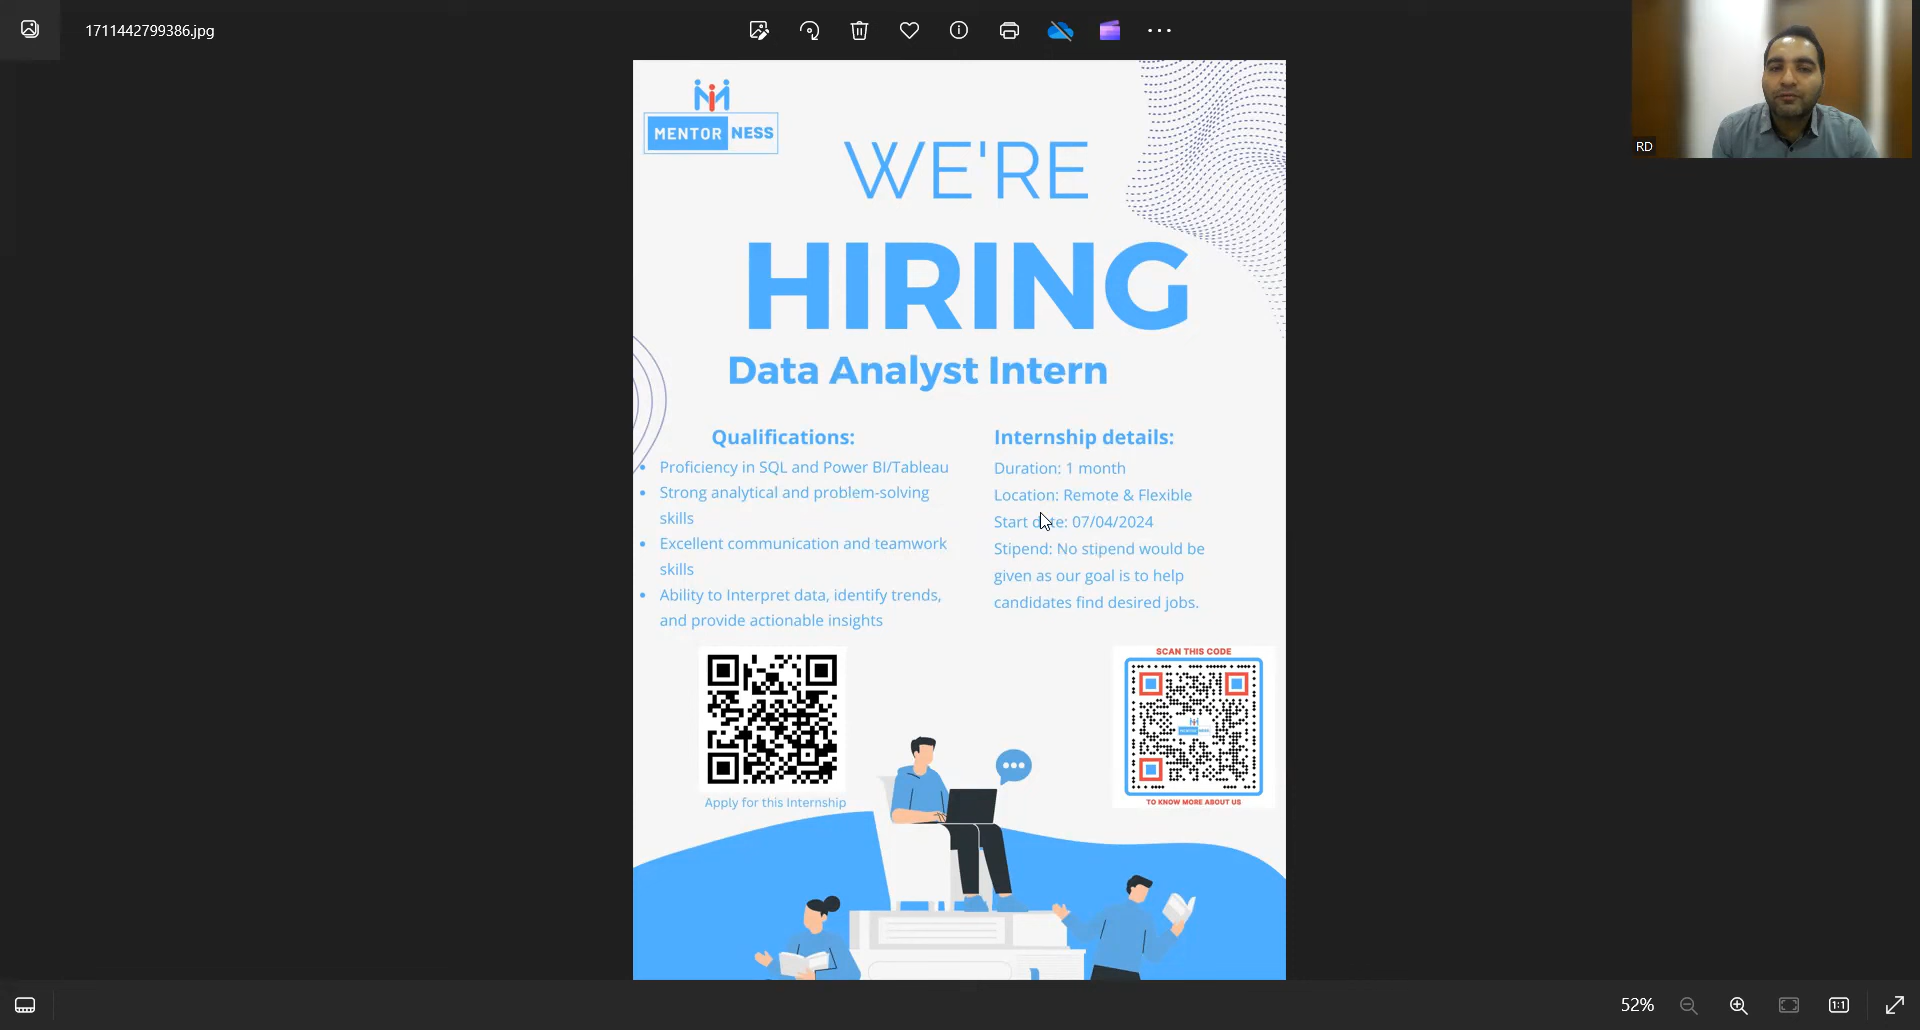 1711442799386.jpg
RD
MENTOR NESS
WE'RE
HIRING
Data Analyst Intern
Qualifications:
• Proficiency in SQL and Power BI/Tableau
• Strong analytical and problem-solving
skills
• Excellent communication and teamwork
skills
• Ability to Interpret data, identify trends,
and provide actionable insights
Internship details:
Duration: 1 month
Location: Remote & Flexible
Start date: 07/04/2024
Stipend: No stipend would be
given as our goal is to help
candidates find desired jobs.
Apply for this Internship
SCAN THIS CODE
MENTOR NESS
TO KNOW MORE ABOUT US
52%
1:1